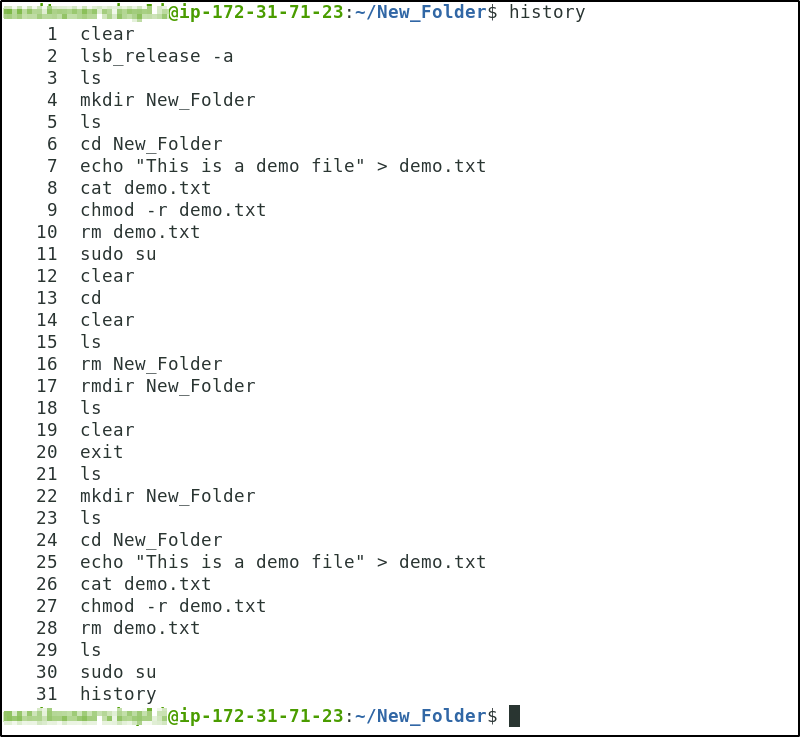 @ip-172-31-71-23:~/New_Folder$ history
1 clear
2 lsb_release -a
3 ls
4 mkdir New_Folder
5 ls
6 cd New_Folder
7 echo "This is a demo file" > demo.txt
8 cat demo.txt
9 chmod -r demo.txt
10 rm demo.txt
11 sudo su
12 clear
13 cd
14 clear
15 ls
16 rm New_Folder
17 rmdir New_Folder
18 ls
19 clear
20 exit
21 ls
22 mkdir New_Folder
23 ls
24 cd New_Folder
25 echo "This is a demo file" > demo.txt
26 cat demo.txt
27 chmod -r demo.txt
28 rm demo.txt
29 ls
30 sudo su
31 history
@ip-172-31-71-23:~/New_Folder$